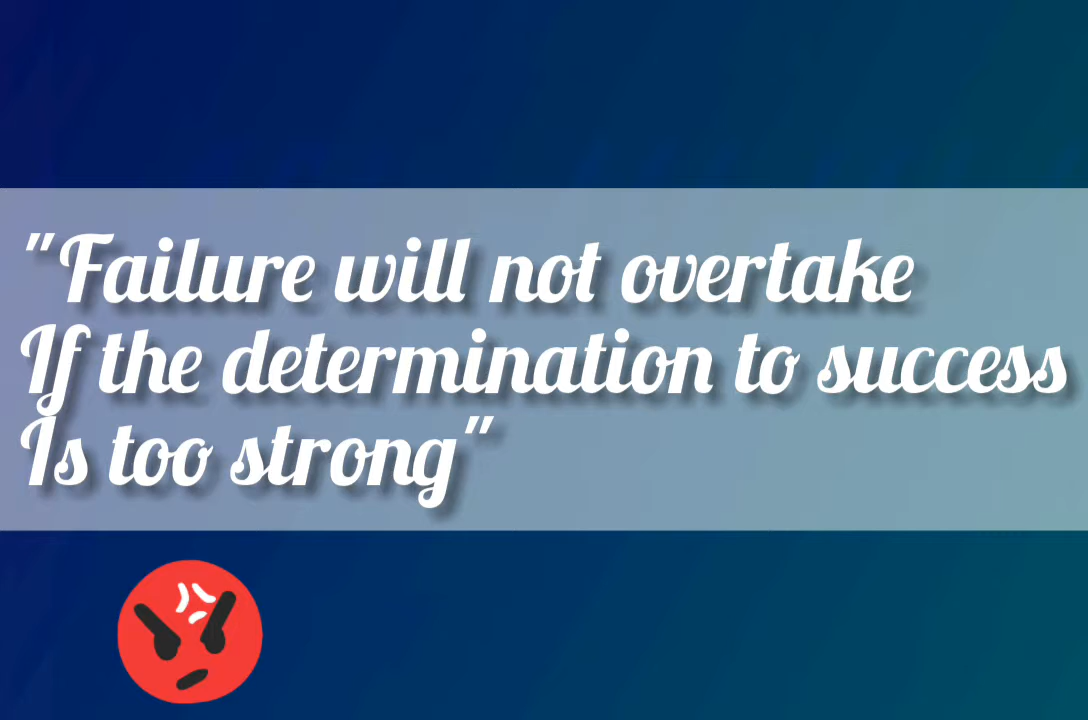 "Failure will not overtake
If the determination to success
Is too strong"